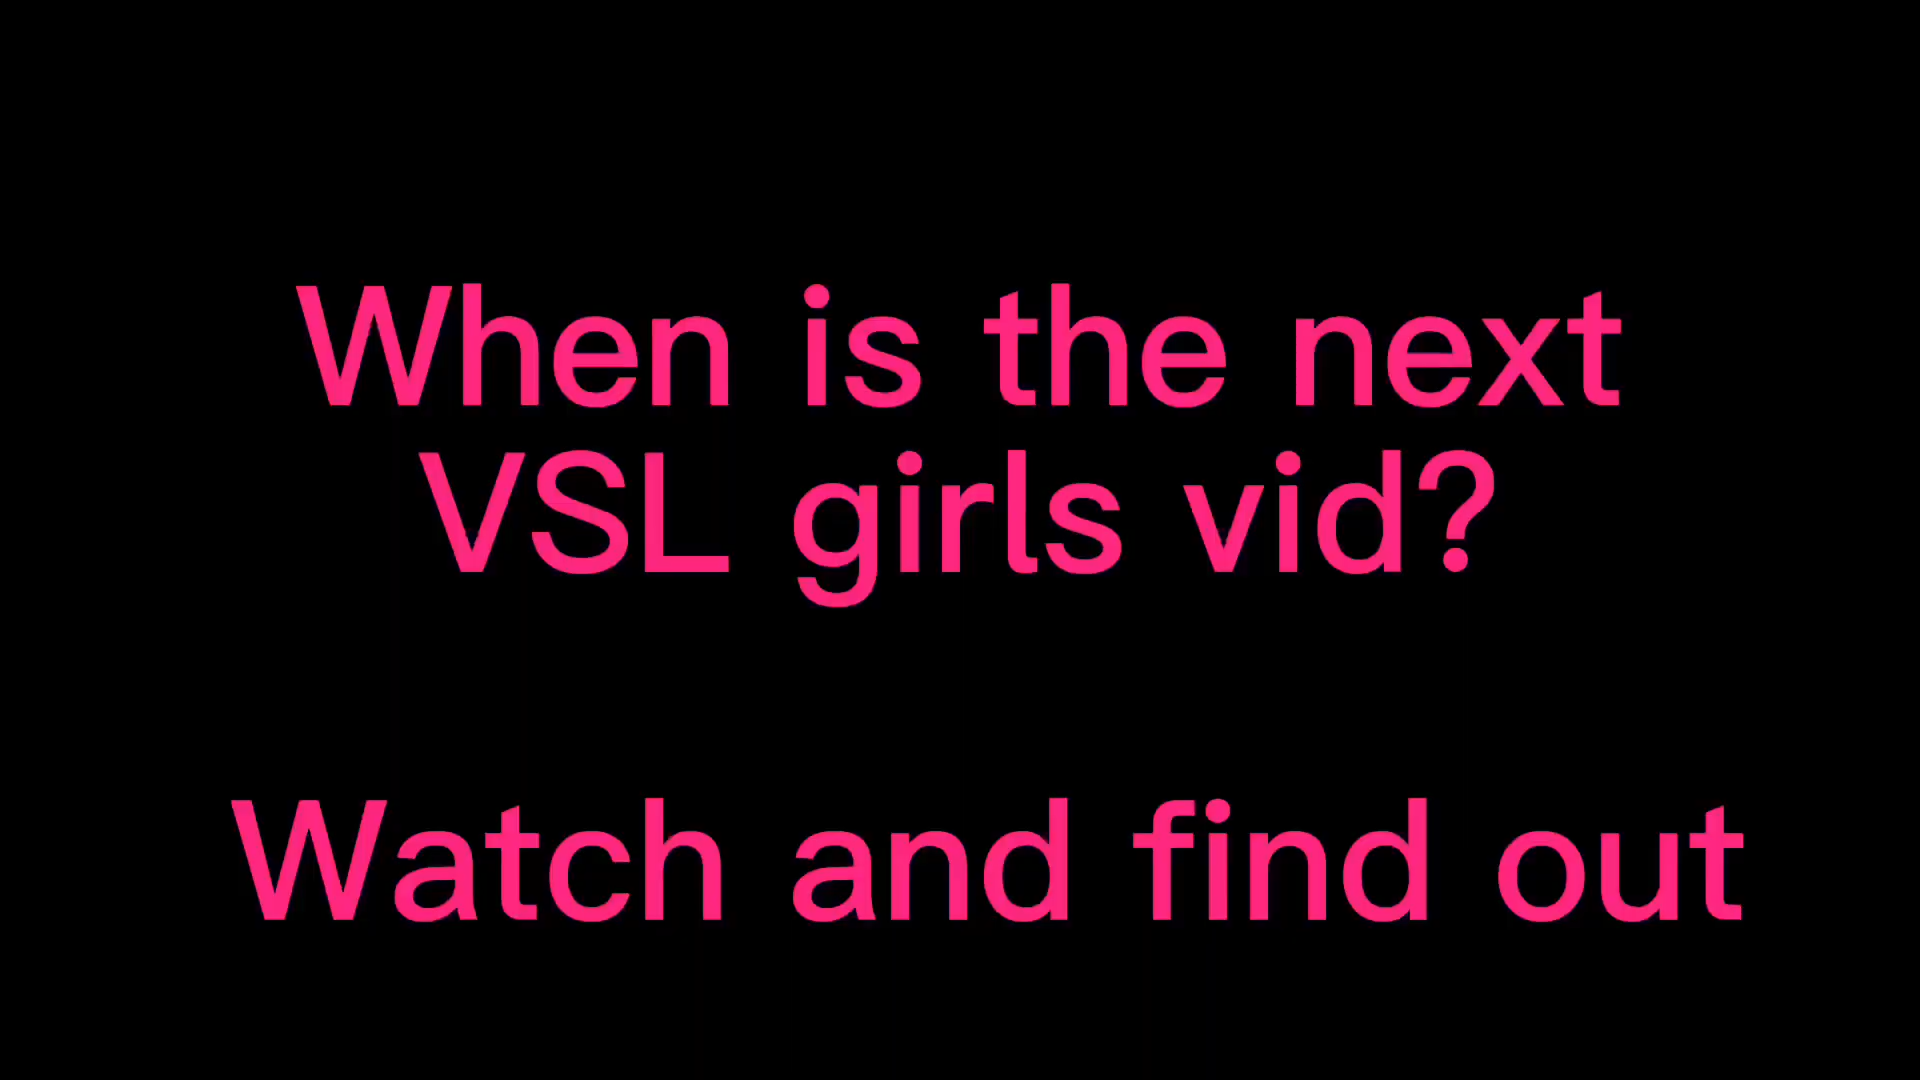 When is the next
VSL girls vid?
Watch and find out